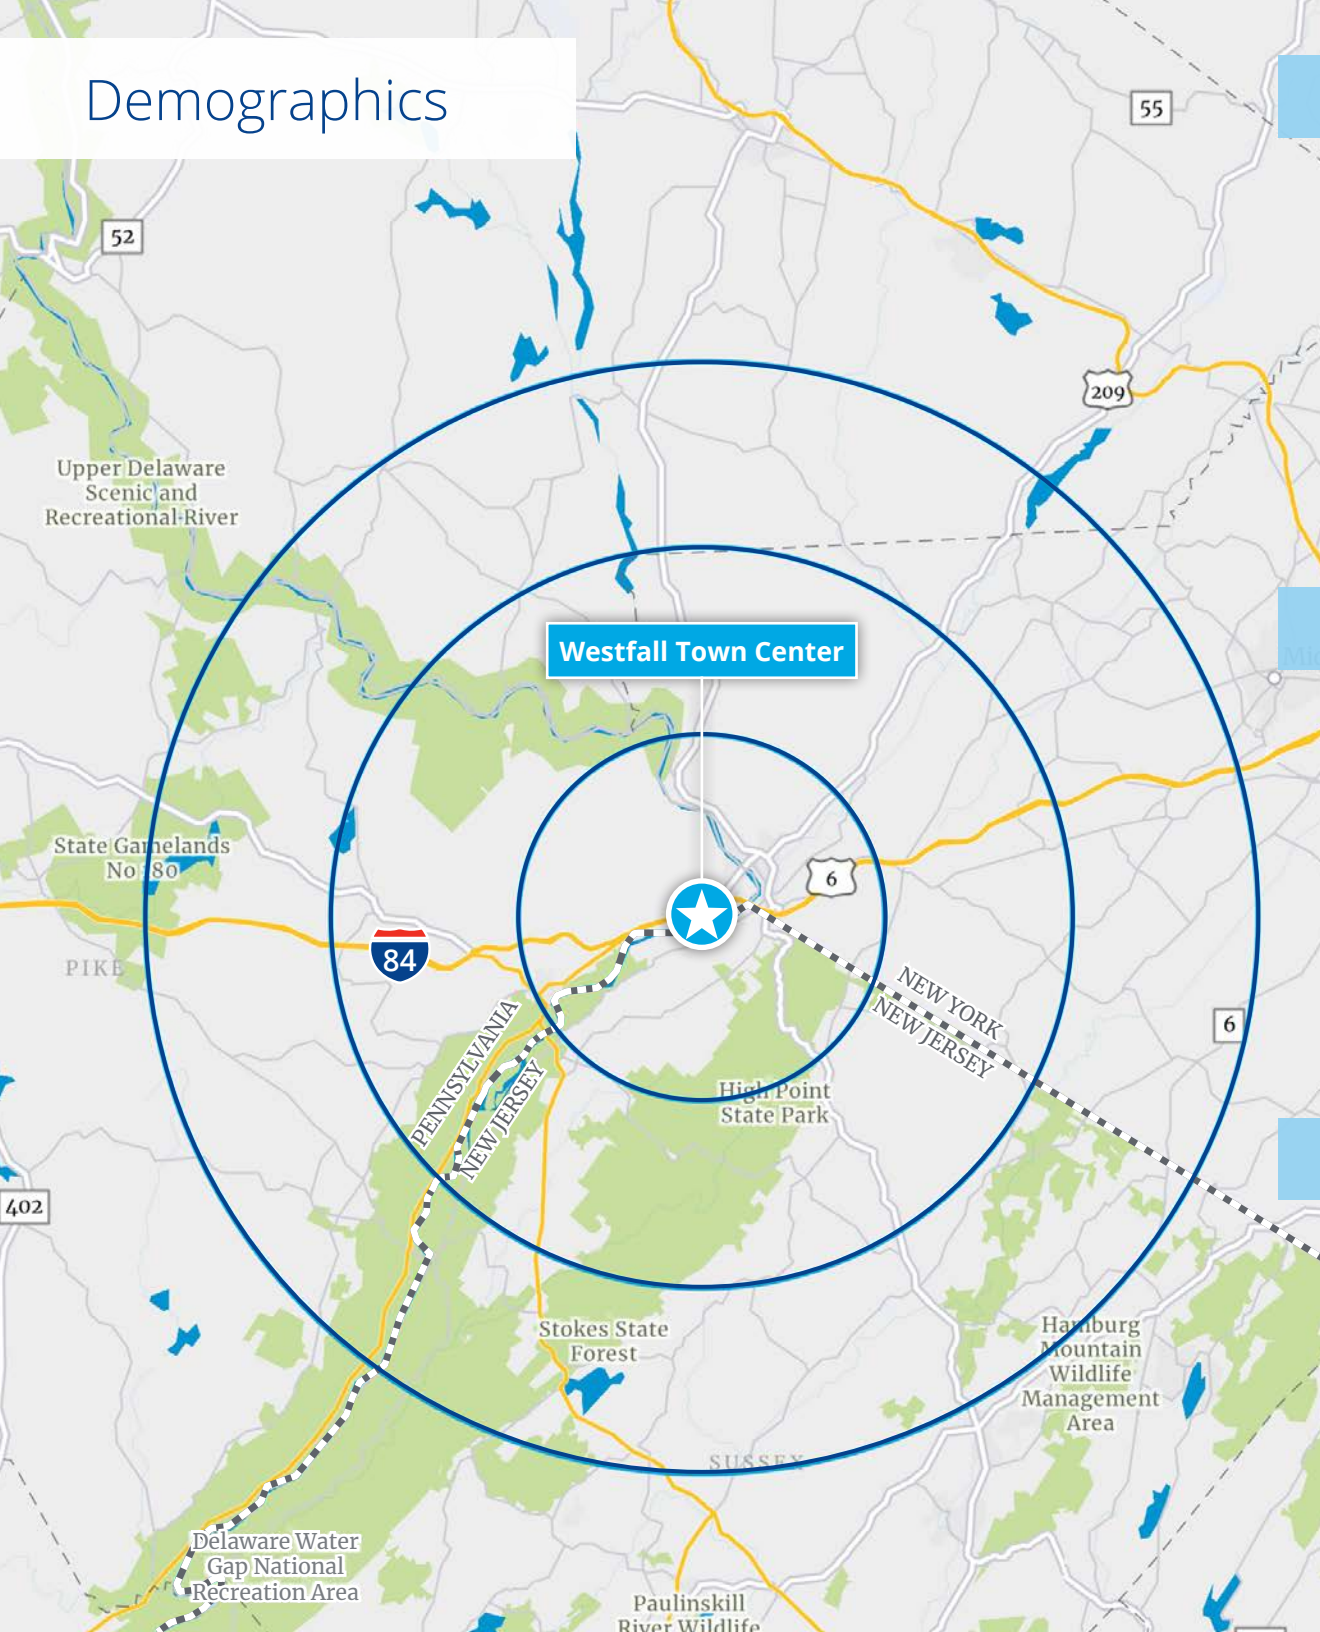 Demographics
55
52
209
Upper Delaware
Scenic and
Recreational River
Westfall Town Center
State Gamelands
No 180
6
84
PIKE
NEW YORK
NEW JERSEY
PENNSYLVANIA
NEW JERSEY
6
High Point
State Park
402
Stokes State
Forest
Hamburg
Mountain
Wildlife
Management
Area
SUSSEX
Delaware Water
Gap National
Recreation Area
Paulinskill
River Wildlife